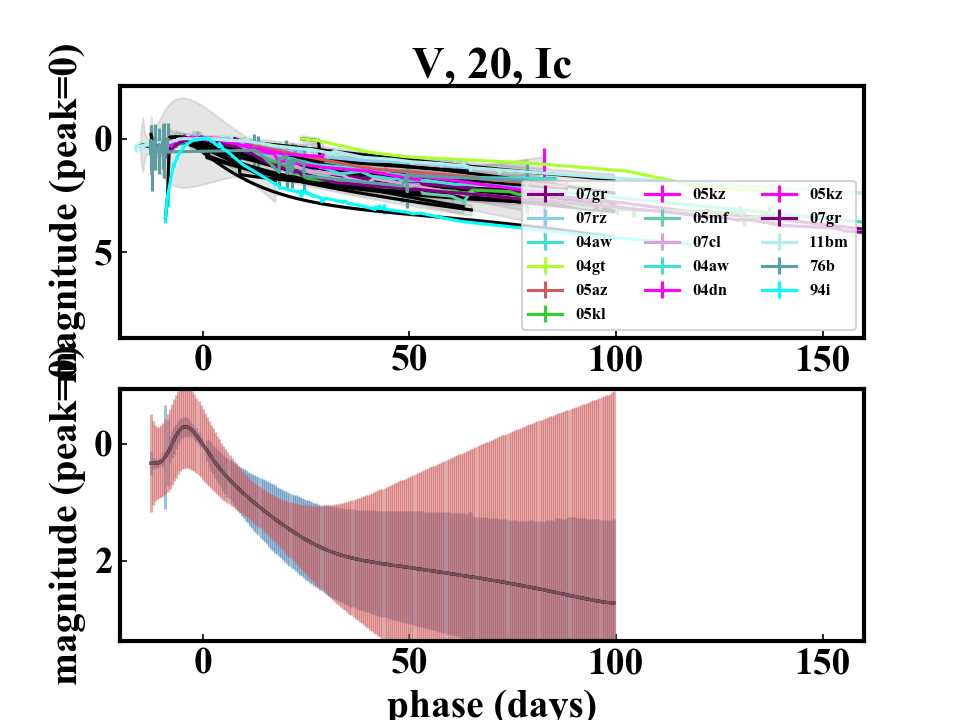 V, 20, Ic
magnitude (peak=0)
0
5
07gr 05kz 05kz
07rz 05mf 07gr
04aw 07cl 11bm
04gt 04aw 76b
05az 04dn 94i
05kl
0 50 100 150
magnitude (peak=0)
0
2
0 50 100 150
phase (days)